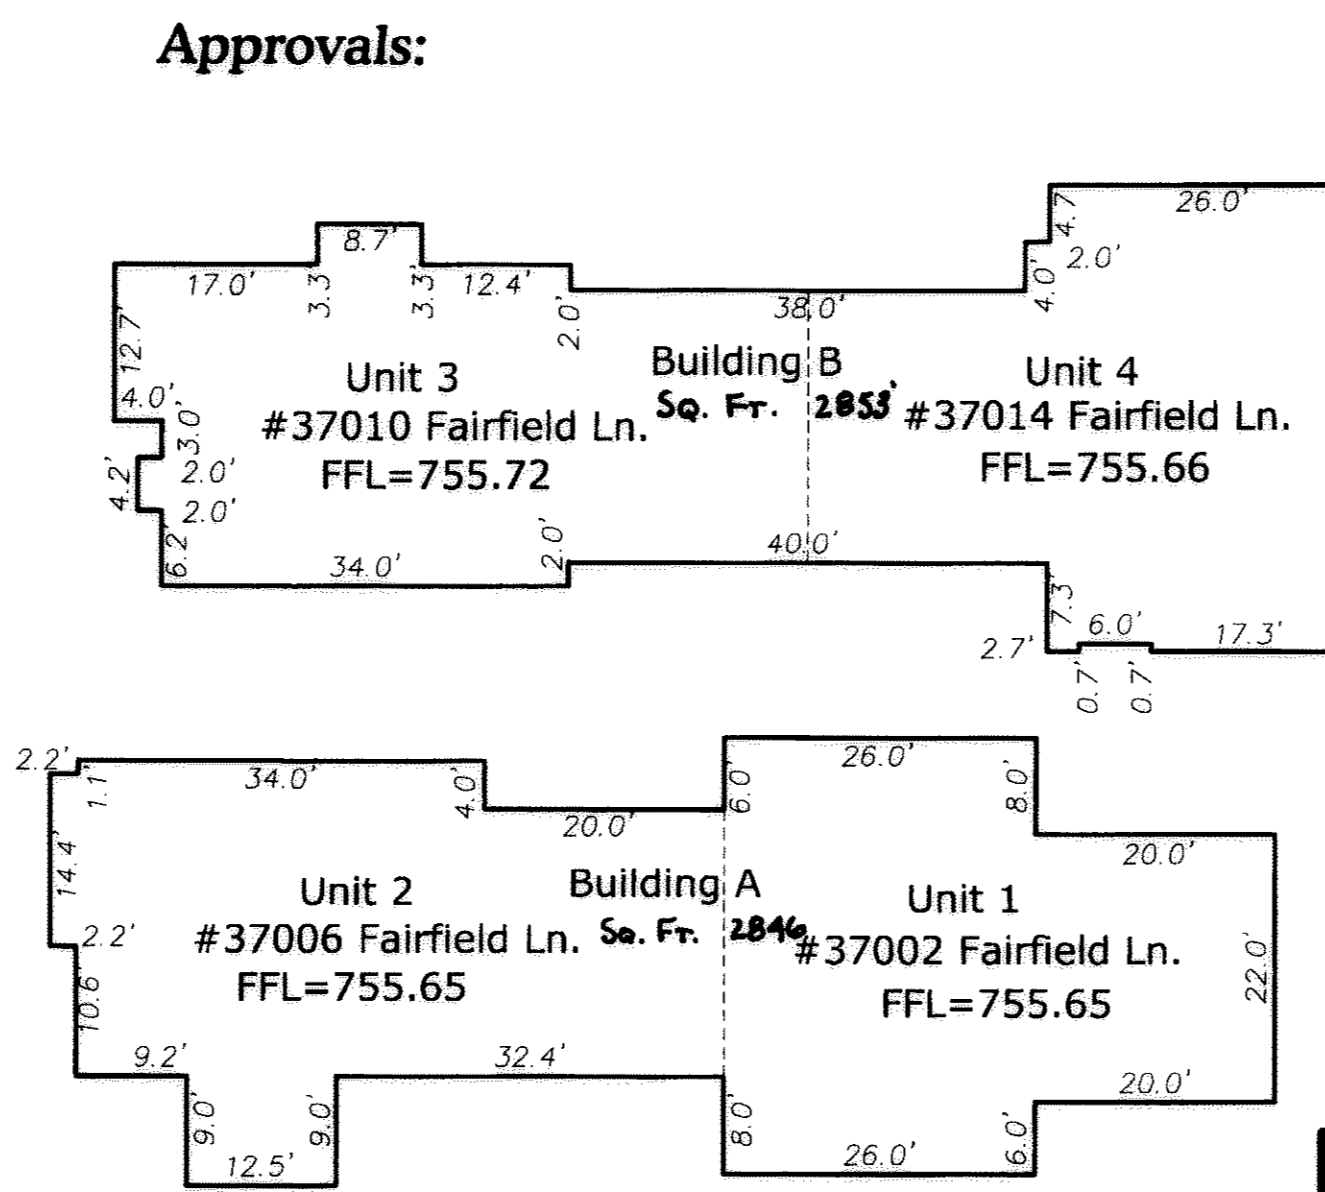 Approvals:
26.0'
4.7
8.7'
2.0'
17.0'
3.3'
3.3'
12.4'
4.0'
2.0'
38.0'
12.7'
Unit 3
Building B
Unit 4
4.0'
#37010 Fairfield Ln.
SQ. FT. 2853'
#37014 Fairfield Ln.
3.0'
FFL=755.72
FFL=755.66
4.2'
2.0'
2.0'
6.2'
34.0'
2.0'
40.0'
7.3'
2.7'
6.0'
17.3'
0.7'
0.7'
2.2'
1.1'
34.0'
4.0'
20.0'
6.0'
26.0'
8.0'
20.0'
14.4'
Unit 2
Building A
Unit 1
2.2'
#37006 Fairfield Ln.
SQ. FT. 2846
#37002 Fairfield Ln.
10.6'
FFL=755.65
FFL=755.65
22.0'
9.2'
32.4'
20.0'
9.0'
9.0'
8.0'
6.0'
12.5'
26.0'